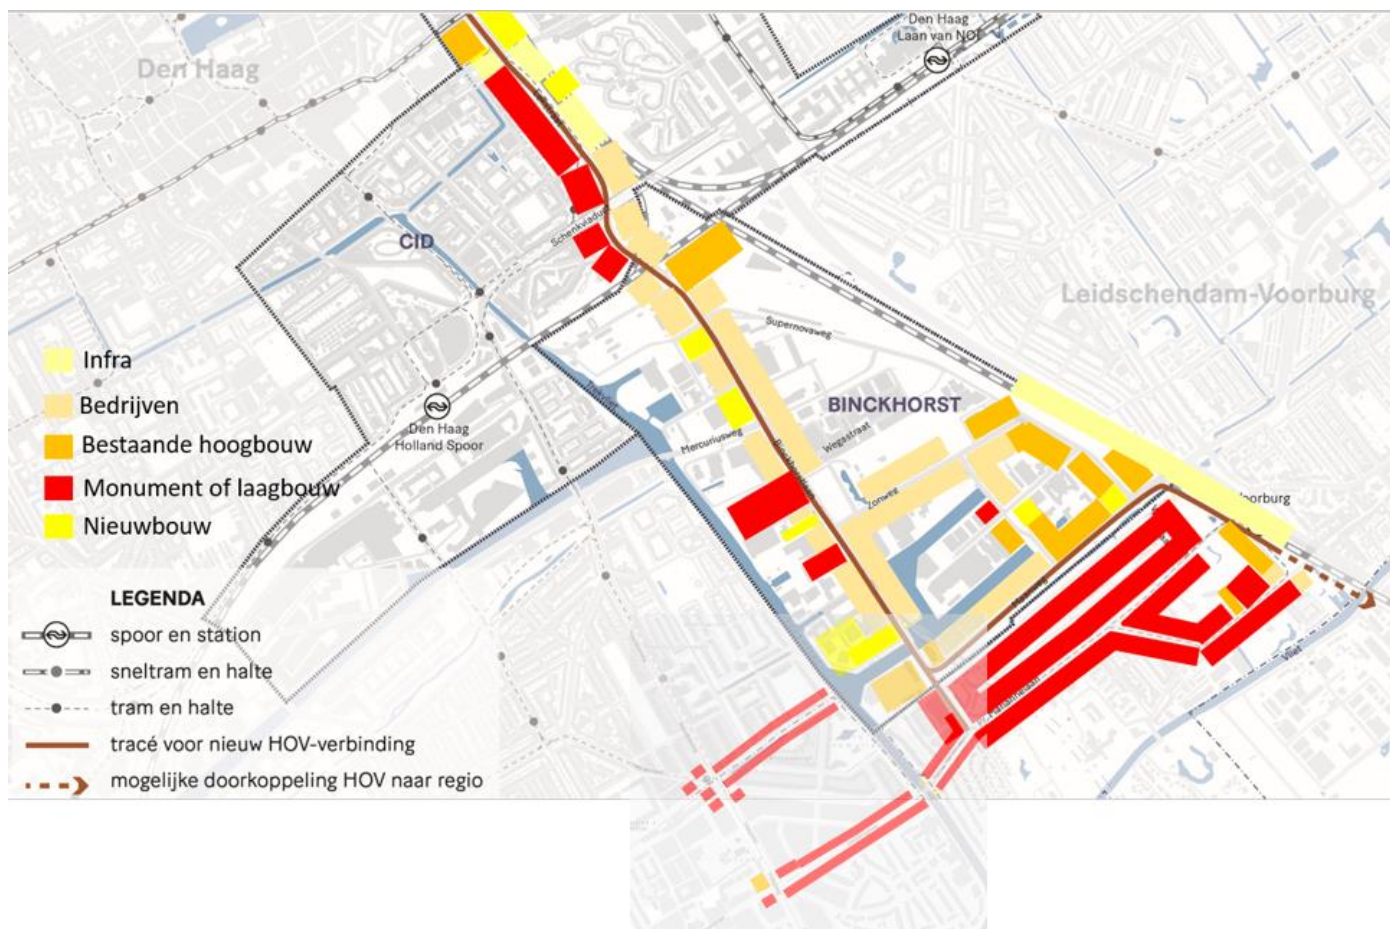 Den Haag
Laan van NOI
Den Haag
CID
Schenkviaduct
Leidschendam-Voorburg
Supernovaweg
Infra
BINCKHORST
Bedrijven
Den Haag
Holland Spoor
Mercuriusweg
Wegastraat
Bestaande hoogbouw
Monument of laagbouw
Zonweg
Voorburg
Nieuwbouw
LEGENDA
spoor en station
sneltram en halte
tram en halte
tracé voor nieuw HOV-verbinding
mogelijke doorkoppeling HOV naar regio
Vliet